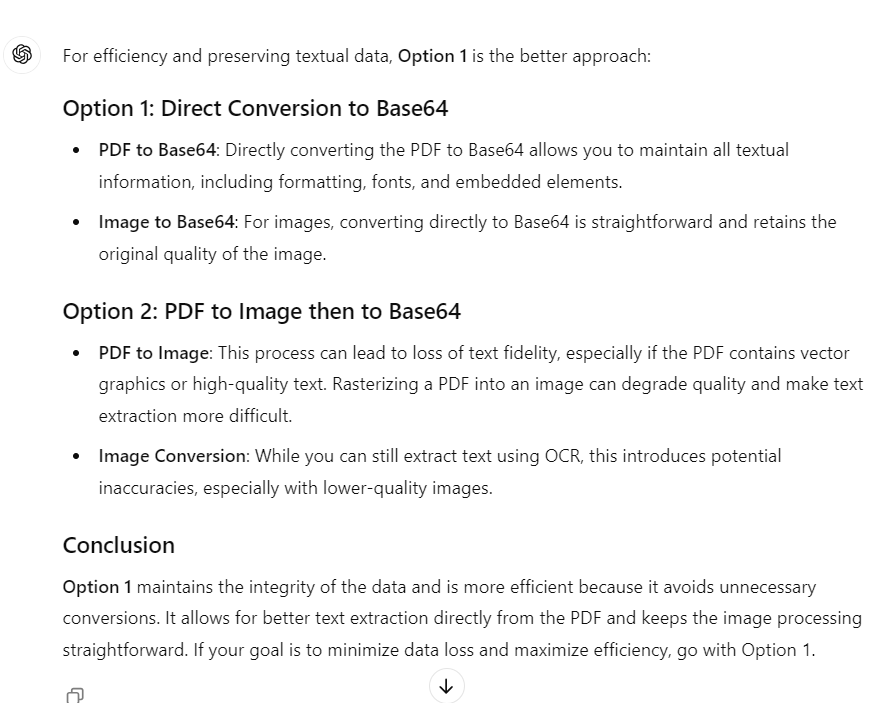 For efficiency and preserving textual data, Option 1 is the better approach:
Option 1: Direct Conversion to Base64
PDF to Base64: Directly converting the PDF to Base64 allows you to maintain all textual
information, including formatting, fonts, and embedded elements.
Image to Base64: For images, converting directly to Base64 is straightforward and retains the
original quality of the image.
Option 2: PDF to Image then to Base64
PDF to Image: This process can lead to loss of text fidelity, especially if the PDF contains vector
graphics or high-quality text. Rasterizing a PDF into an image can degrade quality and make text
extraction more difficult.
Image Conversion: While you can still extract text using OCR, this introduces potential
inaccuracies, especially with lower-quality images.
Conclusion
Option 1 maintains the integrity of the data and is more efficient because it avoids unnecessary
conversions. It allows for better text extraction directly from the PDF and keeps the image processing
straightforward. If your goal is to minimize data loss and maximize efficiency, go with Option 1.